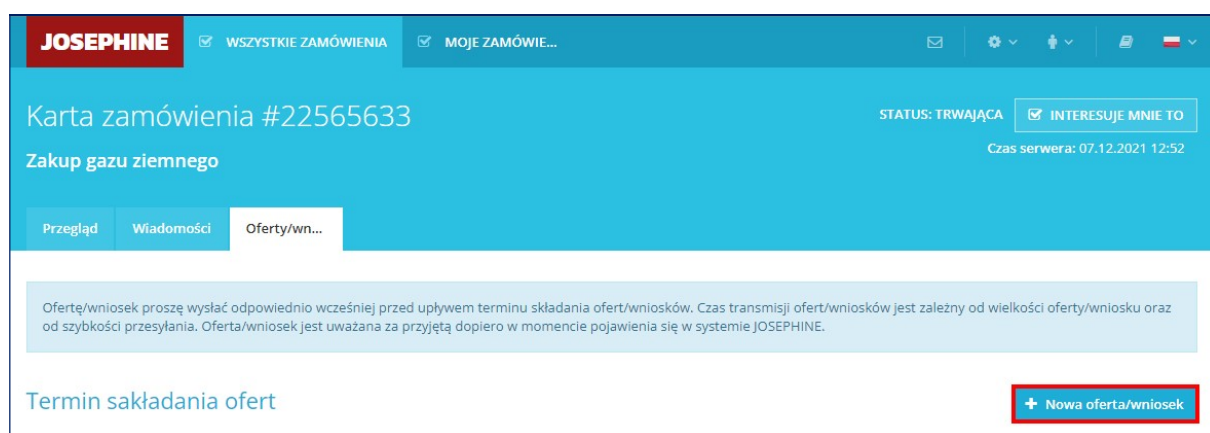 JOSEPHINE WSZYSTKIE ZAMÓWIENIA MOJE ZAMÓWIE...
Karta zamówienia #22565633
STATUS: TRWAJĄCA INTERESUJE MNIE TO
Czas serwera: 07.12.2021 12:52
Zakup gazu ziemnego
Przegląd Wiadomości Oferty/wn...
Ofertę/wniosek proszę wysłać odpowiednio wcześniej przed upływem terminu składania ofert/wniosków. Czas transmisji ofert/wniosków jest zależny od wielkości oferty/wniosku oraz
od szybkości przesyłania. Oferta/wniosek jest uważana za przyjętą dopiero w momencie pojawienia się w systemie JOSEPHINE.
Termin sakładania ofert
+ Nowa oferta/wniosek